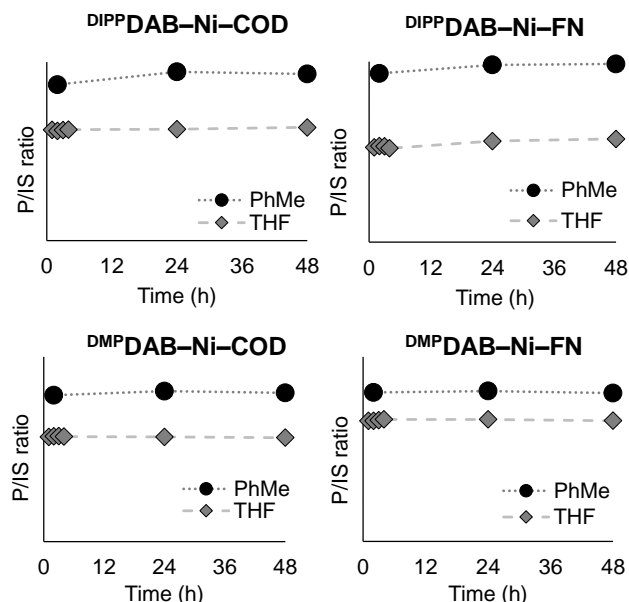 DIPPDAB–Ni–COD
P/IS ratio
PhMe
THF
0 12 24 36 48
Time (h)
DIPPDAB–Ni–FN
P/IS ratio
PhMe
THF
0 12 24 36 48
Time (h)
DMPDAB–Ni–COD
P/IS ratio
PhMe
THF
0 12 24 36 48
Time (h)
DMPDAB–Ni–FN
P/IS ratio
PhMe
THF
0 12 24 36 48
Time (h)